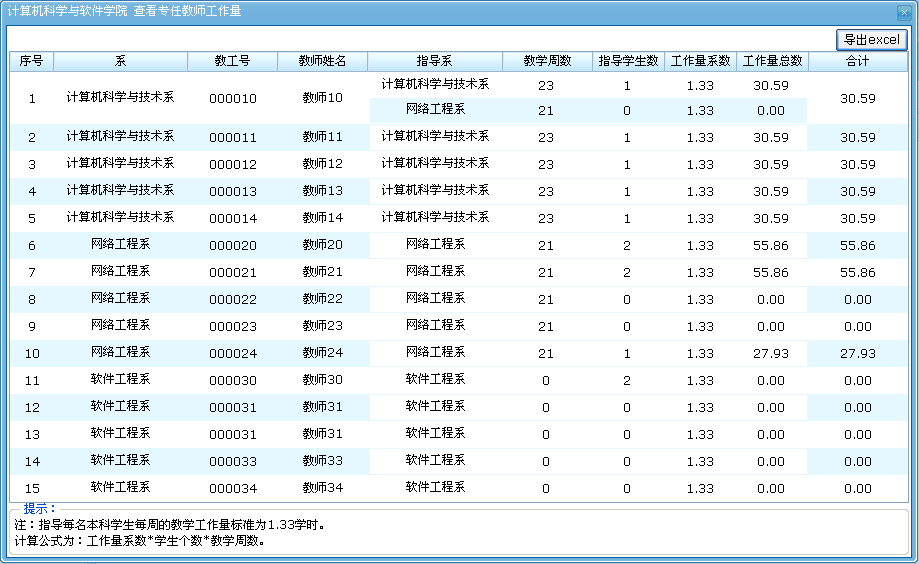 计算机科学与软件学院 查看专任教师工作量
导出excel
序号 系 教工号 教师姓名 指导系 教学周数 指导学生数 工作量系数 工作量总数 合计
1 计算机科学与技术系 000010 教师10 计算机科学与技术系 23 1 1.33 30.59 30.59
网络工程系 21 0 1.33 0.00
2 计算机科学与技术系 000011 教师11 计算机科学与技术系 23 1 1.33 30.59 30.59
3 计算机科学与技术系 000012 教师12 计算机科学与技术系 23 1 1.33 30.59 30.59
4 计算机科学与技术系 000013 教师13 计算机科学与技术系 23 1 1.33 30.59 30.59
5 计算机科学与技术系 000014 教师14 计算机科学与技术系 23 1 1.33 30.59 30.59
6 网络工程系 000020 教师20 网络工程系 21 2 1.33 55.86 55.86
7 网络工程系 000021 教师21 网络工程系 21 2 1.33 55.86 55.86
8 网络工程系 000022 教师22 网络工程系 21 0 1.33 0.00 0.00
9 网络工程系 000023 教师23 网络工程系 21 0 1.33 0.00 0.00
10 网络工程系 000024 教师24 网络工程系 21 1 1.33 27.93 27.93
11 软件工程系 000030 教师30 软件工程系 0 2 1.33 0.00 0.00
12 软件工程系 000031 教师31 软件工程系 0 0 1.33 0.00 0.00
13 软件工程系 000031 教师31 软件工程系 0 0 1.33 0.00 0.00
14 软件工程系 000033 教师33 软件工程系 0 0 1.33 0.00 0.00
15 软件工程系 000034 教师34 软件工程系 0 0 1.33 0.00 0.00
提示：
注：指导每名本科学生每周的教学工作量标准为1.33学时。
计算公式为：工作量系数*学生个数*教学周数。